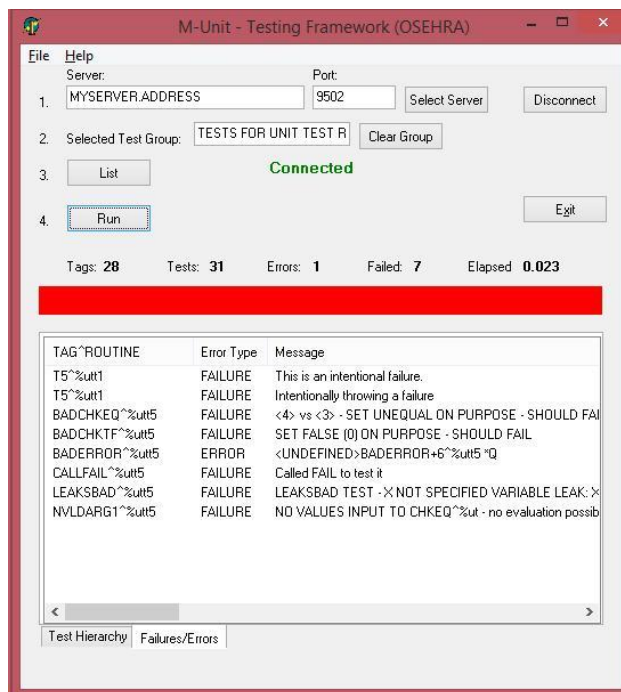 M-Unit - Testing Framework (OSEHRA)
File Help
Server: Port:
1. MYSERVER.ADDRESS 9502 Select Server Disconnect
2. Selected Test Group: TESTS FOR UNIT TEST R Clear Group
3. List Connected
4. Run Exit
Tags: 28 Tests: 31 Errors: 1 Failed: 7 Elapsed 0.023
TAG^ROUTINE Error Type Message
T5^%utt1 FAILURE This is an intentional failure.
T5^%utt1 FAILURE Intentionally throwing a failure
BADCHKEQ^%utt5 FAILURE <4> vs <3> - SET UNEQUAL ON PURPOSE - SHOULD FAI
BADCHKTF^%utt5 FAILURE SET FALSE (0) ON PURPOSE - SHOULD FAIL
BADERROR^%utt5 ERROR <UNDEFINED>BADERROR+6^%utt5 *Q
CALLFAIL^%utt5 FAILURE Called FAIL to test it
LEAKSBAD^%utt5 FAILURE LEAKSBAD TEST - X NOT SPECIFIED VARIABLE LEAK: X
NVLDARG1^%utt5 FAILURE NO VALUES INPUT TO CHKEQ^%ut - no evaluation possib
Test Hierarchy Failures/Errors